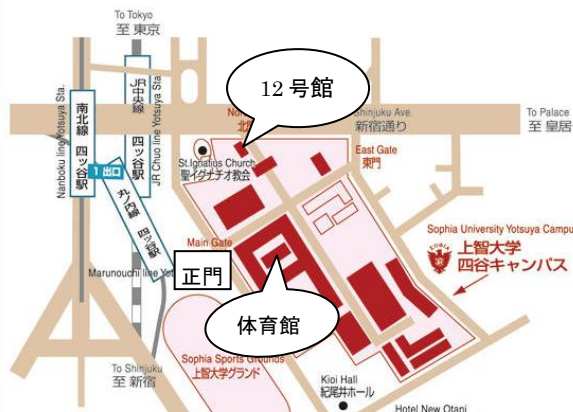 To Tokyo
至 東京
JR中央線 四ッ谷駅
JR Chuo line Yotsuya Sta.
南北線 四ツ谷駅
Nanboku line Yotsuya Sta.
1 出口
丸ノ内線 四ッ谷駅
Marunouchi line Yot
12 号館
No
北
Shinjuku Ave.
新宿通り
To Palace
至 皇居
St.Ignatius Church
聖イグナチオ教会
East Gate
東門
Main Gate
正門
Sophia University Yotsuya Campu
SOPHIA
上智大学
四谷キャンパス
体育館
To Shinjuku
至 新宿
Sophia Sports Grounds
上智大学グランド
Kioi Hall
紀尾井ホール
Hotel New Otani